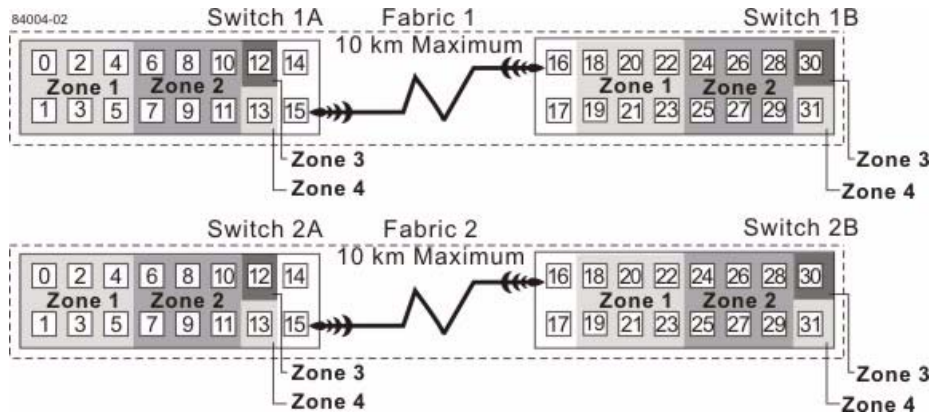 84004-02
Switch 1A Fabric 1 Switch 1B
10 km Maximum
0 2 4 6 8 10 12 14 16 18 20 22 24 26 28 30
Zone 1 Zone 2 Zone 1 Zone 2
1 3 5 7 9 11 13 15 17 19 21 23 25 27 29 31
Zone 3 Zone 3
Zone 4 Zone 4
Switch 2A Fabric 2 Switch 2B
10 km Maximum
0 2 4 6 8 10 12 14 16 18 20 22 24 26 28 30
Zone 1 Zone 2 Zone 1 Zone 2
1 3 5 7 9 11 13 15 17 19 21 23 25 27 29 31
Zone 3 Zone 3
Zone 4 Zone 4